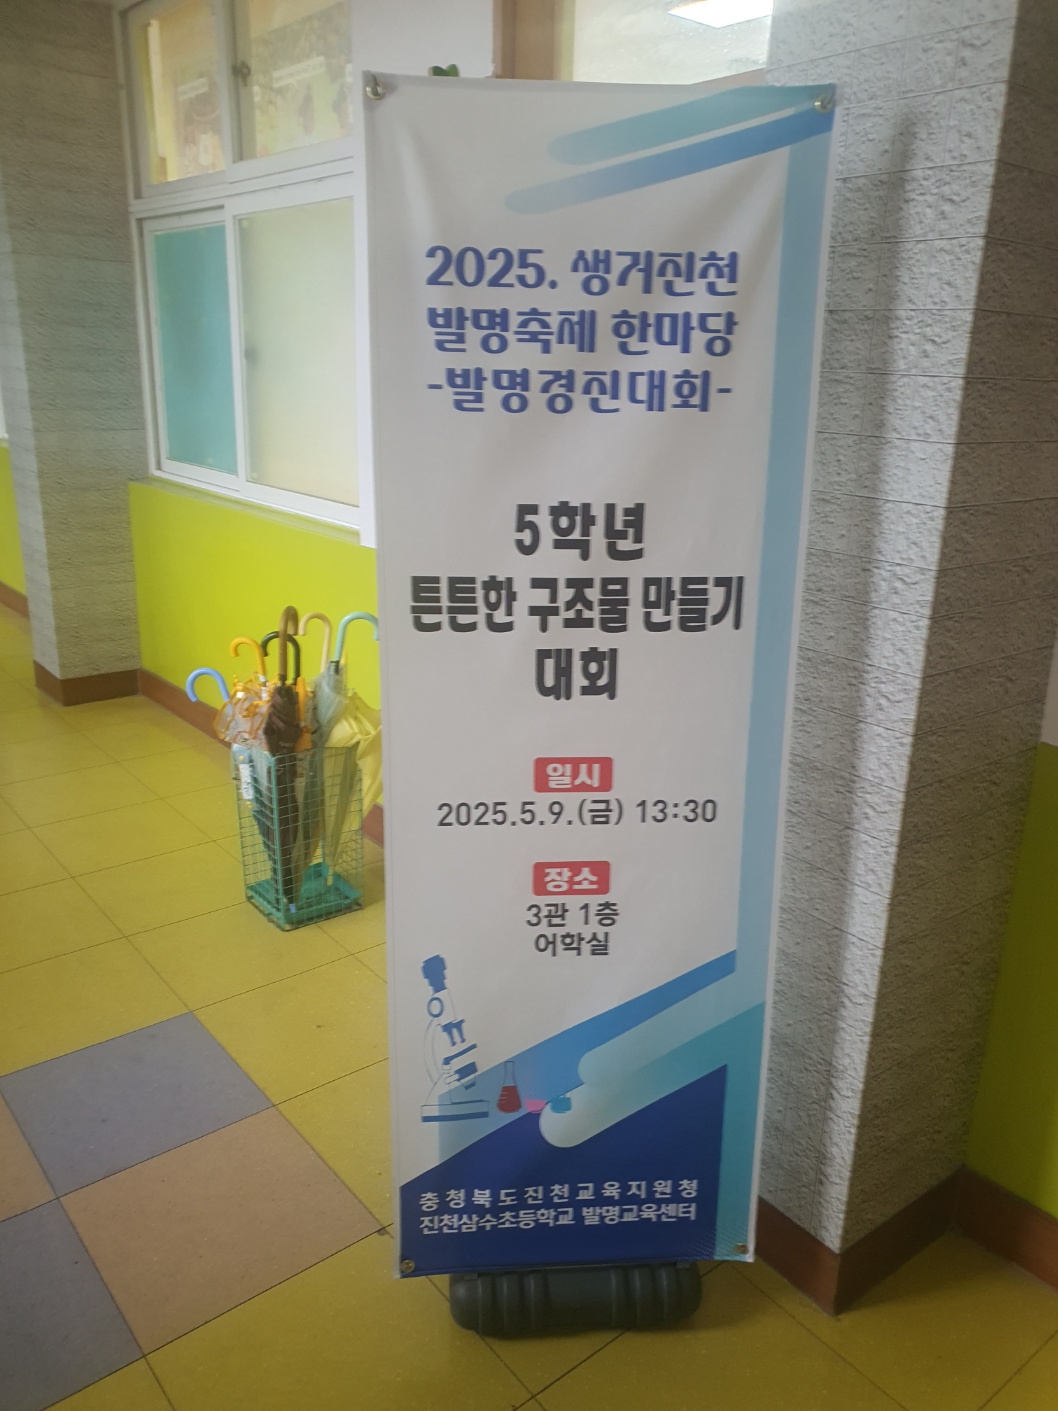 2025. 생거진천
발명축제 한마당
-발명경진대회-
5학년
튼튼한 구조물 만들기
대회
일시
2025.5.9.(금) 13:30
장소
3관 1층
어학실
충청북도진천교육지원청
진천삼수초등학교 발명교육센터